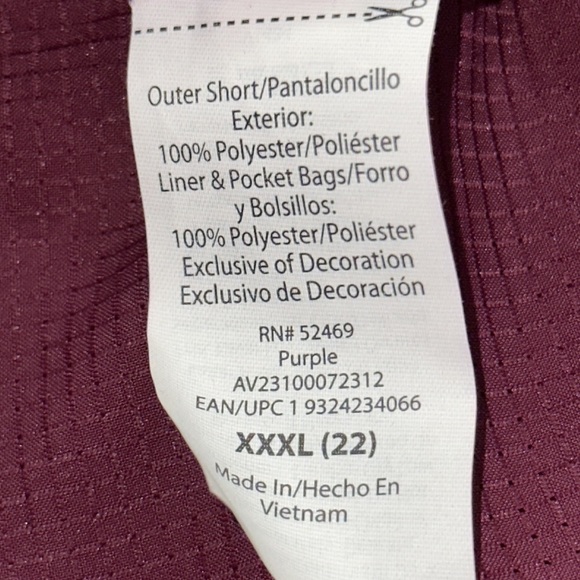 Outer Short/Pantaloncillo
Exterior:
100% Polyester/Poliéster
Liner & Pocket Bags/Forro
y Bolsillos:
100% Polyester/Poliéster
Exclusive of Decoration
Exclusivo de Decoración
RN# 52469
Purple
AV23100072312
EAN/UPC 1 9324234066
XXXL (22)
Made In/Hecho En
Vietnam